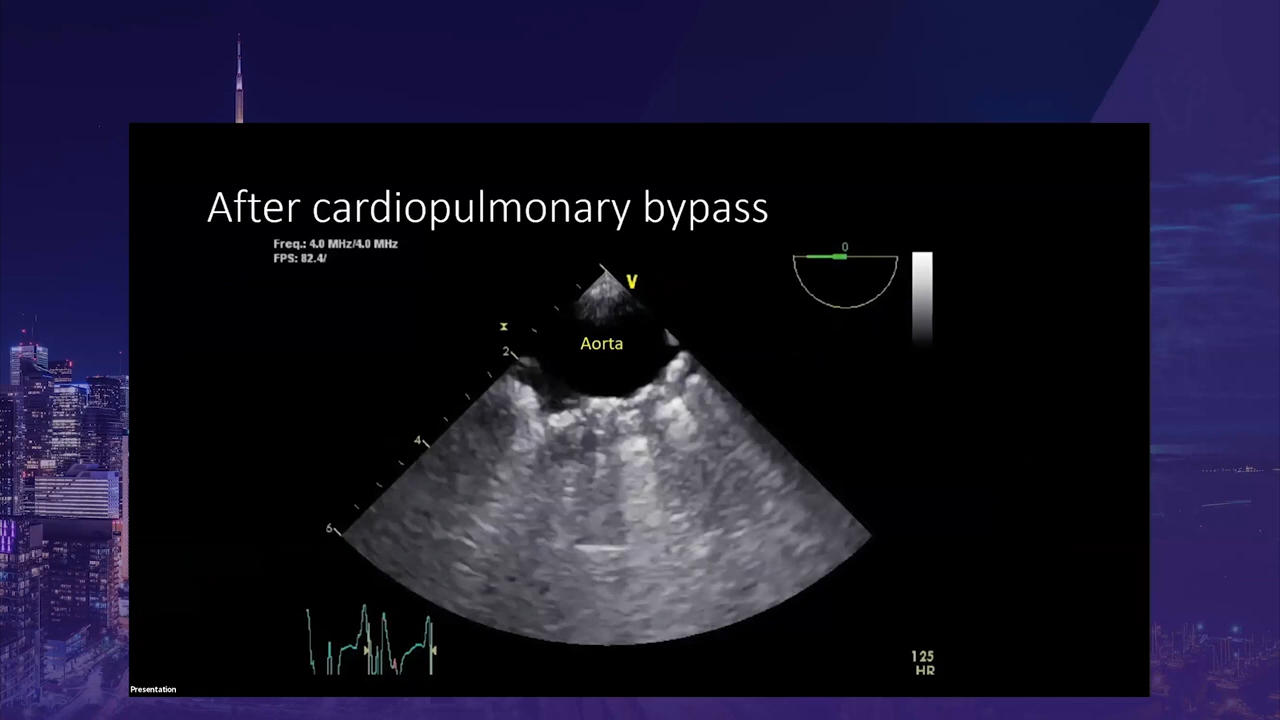 After cardiopulmonary bypass
Freq.: 4.0 MHz/4.0 MHz
FPS: 82.4/
0
V
x
Aorta
2
4
6
125
HR
Presentation